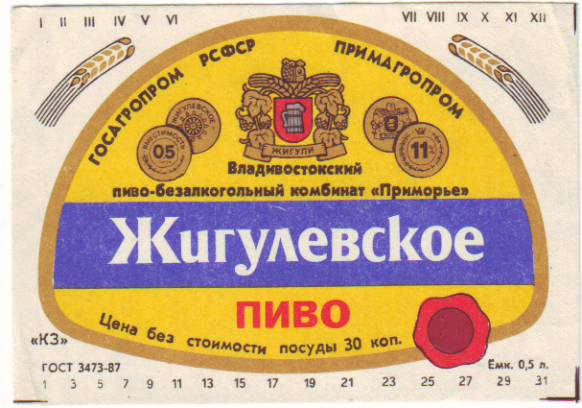 I II III IV V VI VII VIII IX X XI XII
ГОСАГРОПРОМ РСФСР ПРИМАГРОПРОМ
ЖИГУЛЕВСКОЕ
ВМЕСТИМОСТЬ
05
11
ЖИГУЛИ
Владивостокский
пиво-безалкогольный комбинат «Приморье»
Жигулевское
ПИВО
Цена без стоимости посуды 30 коп.
«КЗ»
ГОСТ 3473-87
Емк. 0,5 л.
1 3 5 7 9 11 13 15 17 19 21 23 25 27 29 31